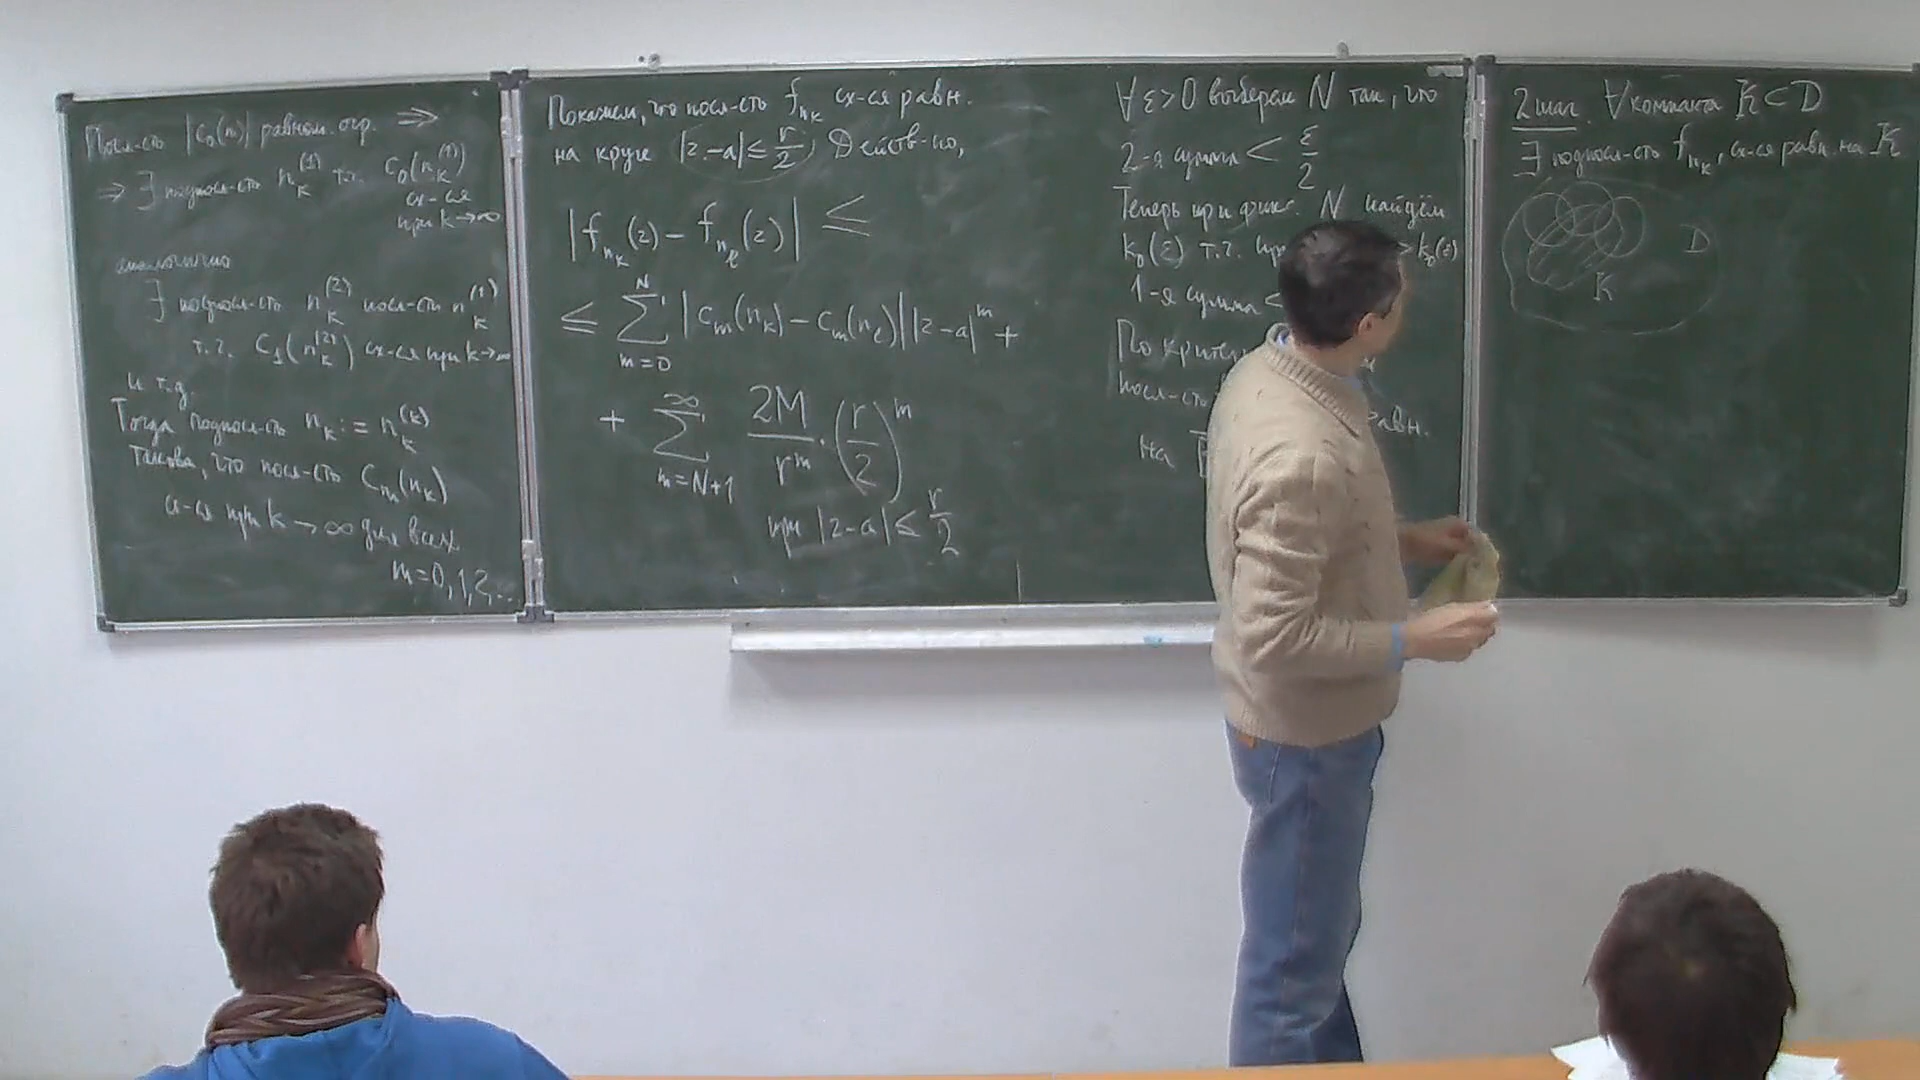 Посл-сть |c₀(n)| равном. огр. ⇒
⇒ ∃ подпосл-сть n_k^{(1)} т.ч. c₀(n_k^{(1)})
сх-ся
при k→∞
аналогично
∃ подпосл-сть n_k^{(2)} посл-сти n_k^{(1)}
т.ч. c₁(n_k^{(2)}) сх-ся при k→∞
и т.д.
Тогда подпосл-сть n_k := n_k^{(k)}
такова, что посл-сть c_m(n_k)
сх-ся при k→∞ для всех
m=0,1,2,...
Покажем, что посл-сть f_{n_k} сх-ся равн.
на круге |z-a| ≤ r/2. Действ-но,
|f_{n_k}(z) - f_{n_l}(z)| ≤
≤ ∑_{m=0}^{N} |c_m(n_k) - c_m(n_l)||z-a|^m +
+ ∑_{m=N+1}^{∞} 2M/r^m · (r/2)^m
при |z-a| ≤ r/2
∀ε>0 выберем N так, что
2-я сумма < ε/2
Теперь при фикс. N найдём
k₀(ε) т.ч. при > k₀(ε)
1-я сумма <
По
посл-сть равн.
на
2 шаг. ∀ компакта K⊂D
∃ подпосл-сть f_{n_k}, сх-ся равн. на K
D
K